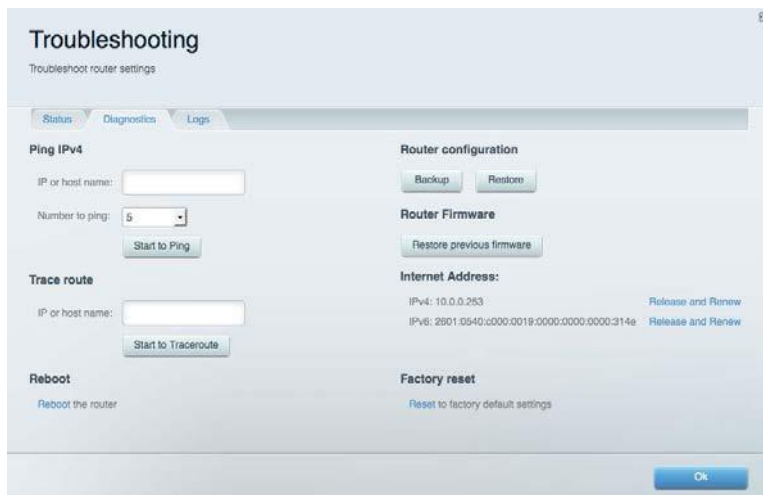 Troubleshooting
Troubleshoot router settings
Status
Diagnostics
Logs
Ping IPv4
IP or host name:
Number to ping: 5
Start to Ping
Trace route
IP or host name:
Start to Traceroute
Reboot
Reboot the router
Router configuration
Backup
Restore
Router Firmware
Restore previous firmware
Internet Address:
IPv4: 10.0.0.253 Release and Renew
IPv6: 2601:0540:c000:0019:0000:0000:0000:314e Release and Renew
Factory reset
Reset to factory default settings
Ok